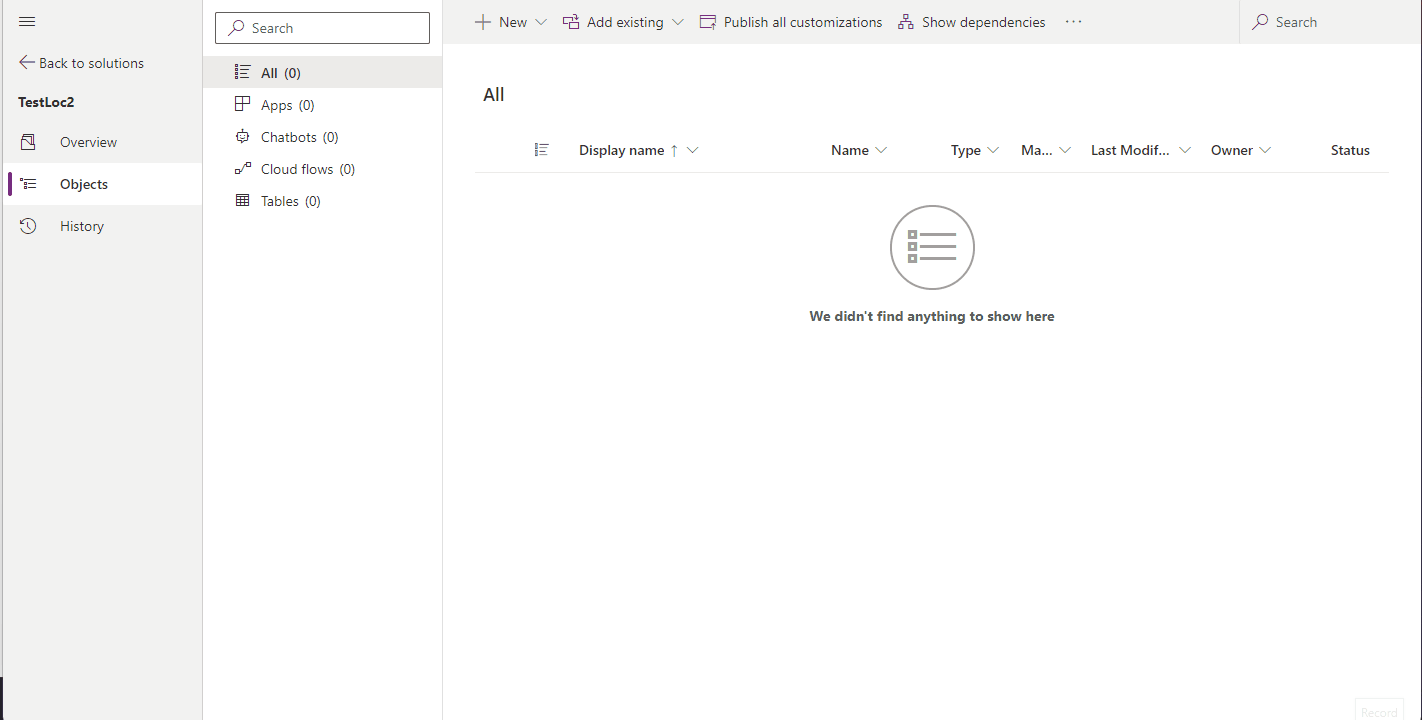 Back to solutions
TestLoc2
Overview
Objects
History
Search
All (0)
Apps (0)
Chatbots (0)
Cloud flows (0)
Tables (0)
New Add existing Publish all customizations Show dependencies ··· Search
All
Display name ↑ Name Type Ma... Last Modif... Owner Status
We didn't find anything to show here
Record